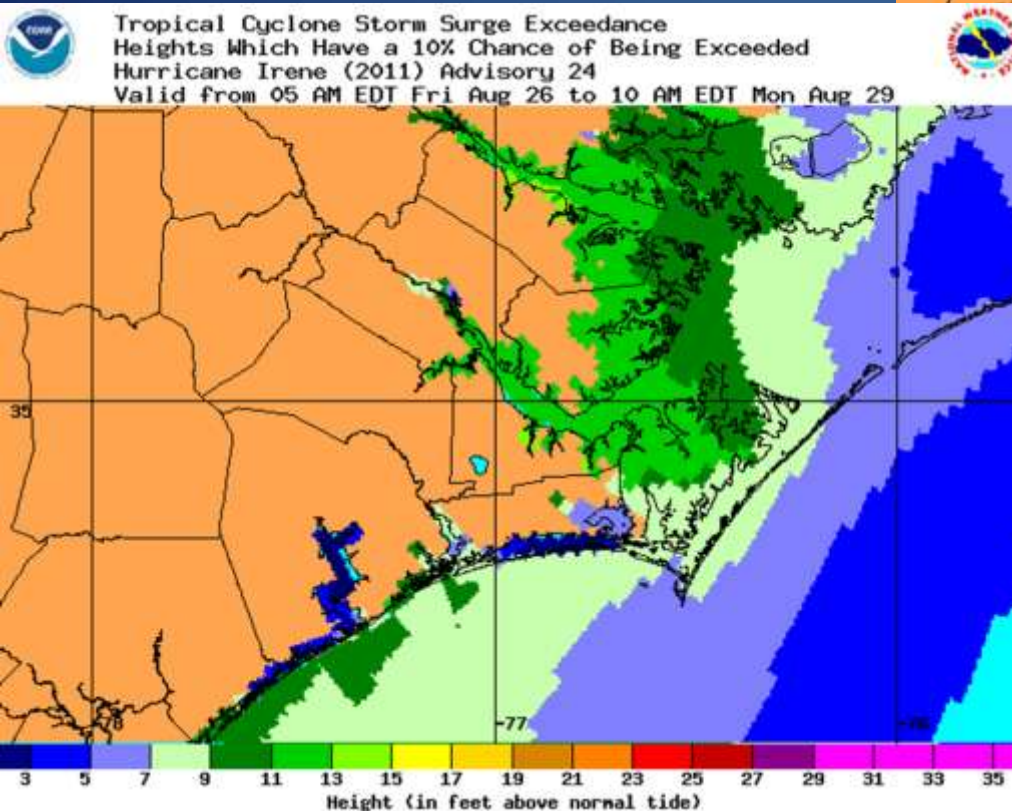 Tropical Cyclone Storm Surge Exceedance
Heights Which Have a 10% Chance of Being Exceeded
Hurricane Irene (2011) Advisory 24
Valid from 05 AM EDT Fri Aug 26 to 10 AM EDT Mon Aug 29
35
-77
3 5 7 9 11 13 15 17 19 21 23 25 27 29 31 33 35
Height (in feet above normal tide)